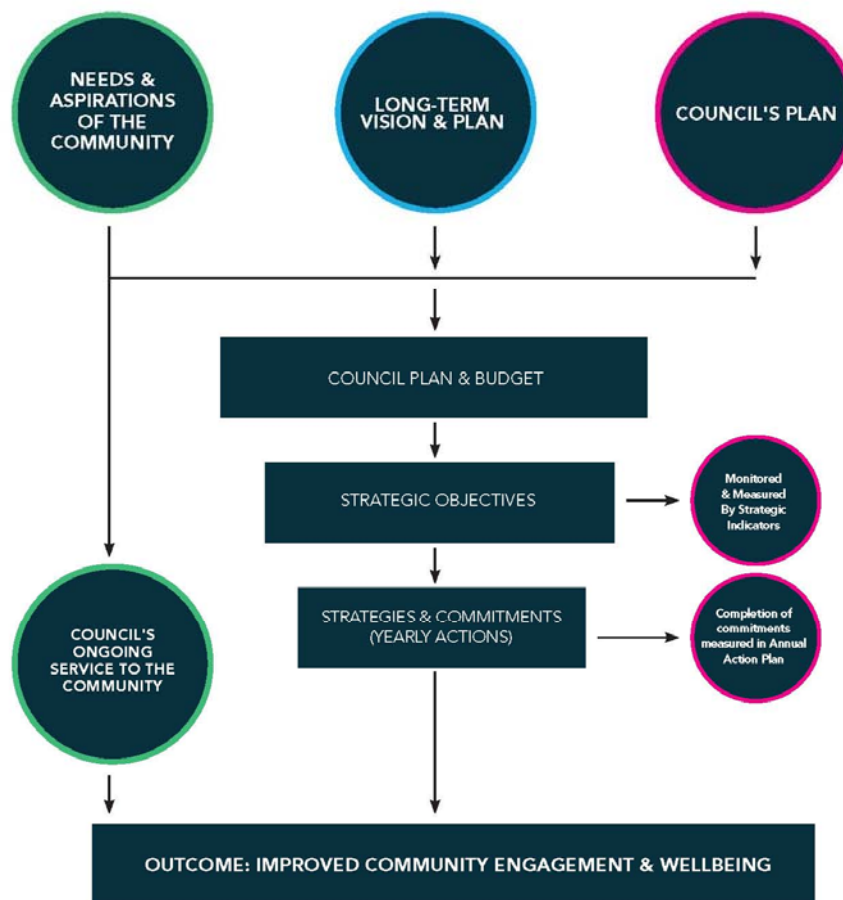 NEEDS &
ASPIRATIONS
OF THE
COMMUNITY
LONG-TERM
VISION & PLAN
COUNCIL'S PLAN
COUNCIL PLAN & BUDGET
STRATEGIC OBJECTIVES
Monitored
& Measured
By Strategic
Indicators
STRATEGIES & COMMITMENTS
(YEARLY ACTIONS)
Completion of
commitments
measured in Annual
Action Plan
COUNCIL'S
ONGOING
SERVICE TO THE
COMMUNITY
OUTCOME: IMPROVED COMMUNITY ENGAGEMENT & WELLBEING